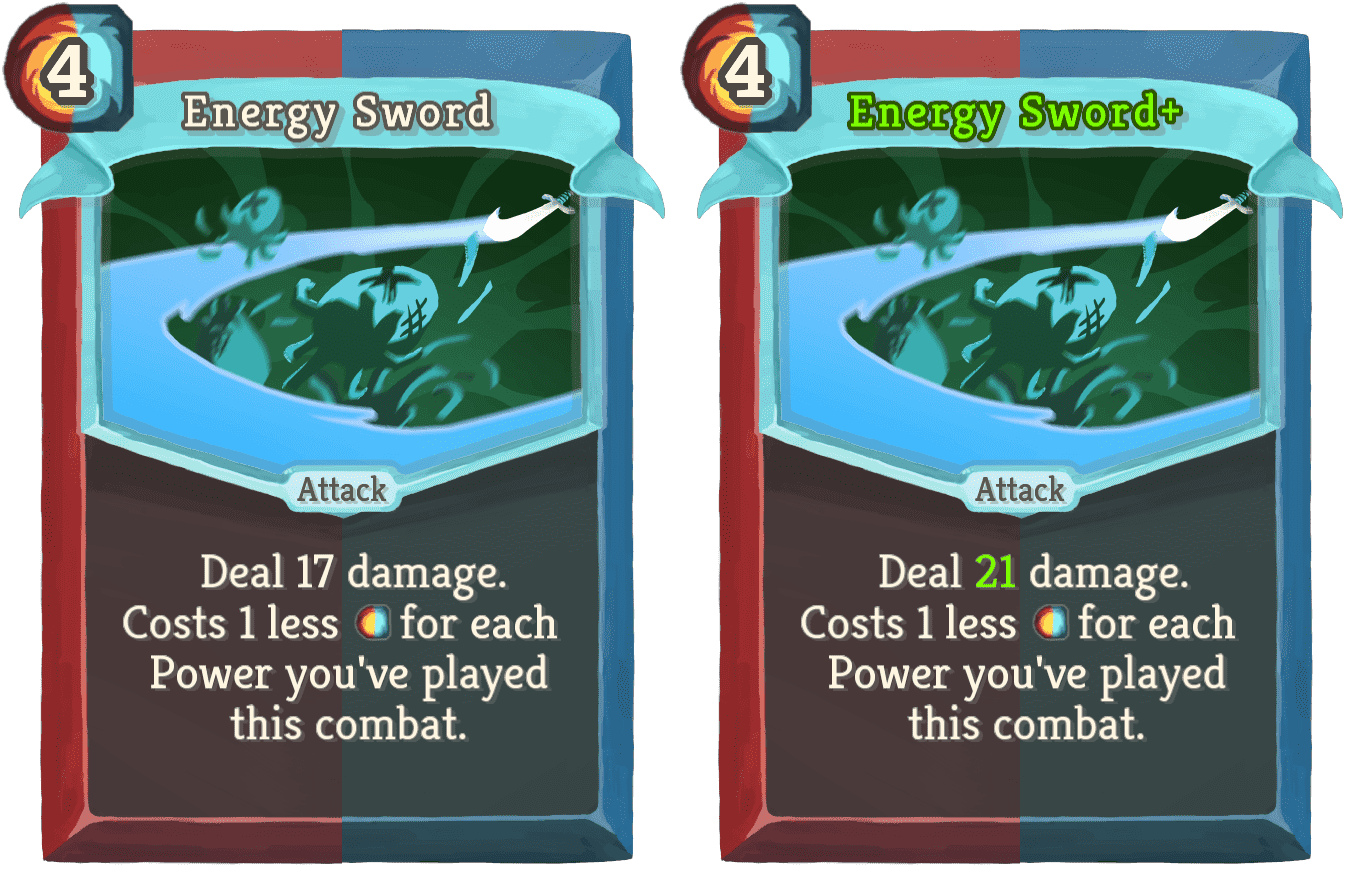 4
Energy Sword
Attack
Deal 17 damage.
Costs 1 less for each
Power you've played
this combat.
4
Energy Sword+
Attack
Deal 21 damage.
Costs 1 less for each
Power you've played
this combat.